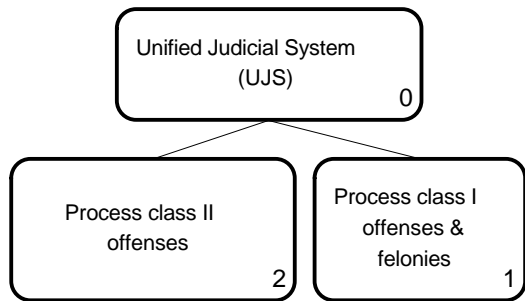 Unified Judicial System
(UJS)
0
Process class II
offenses
2
Process class I
offenses &
felonies
1